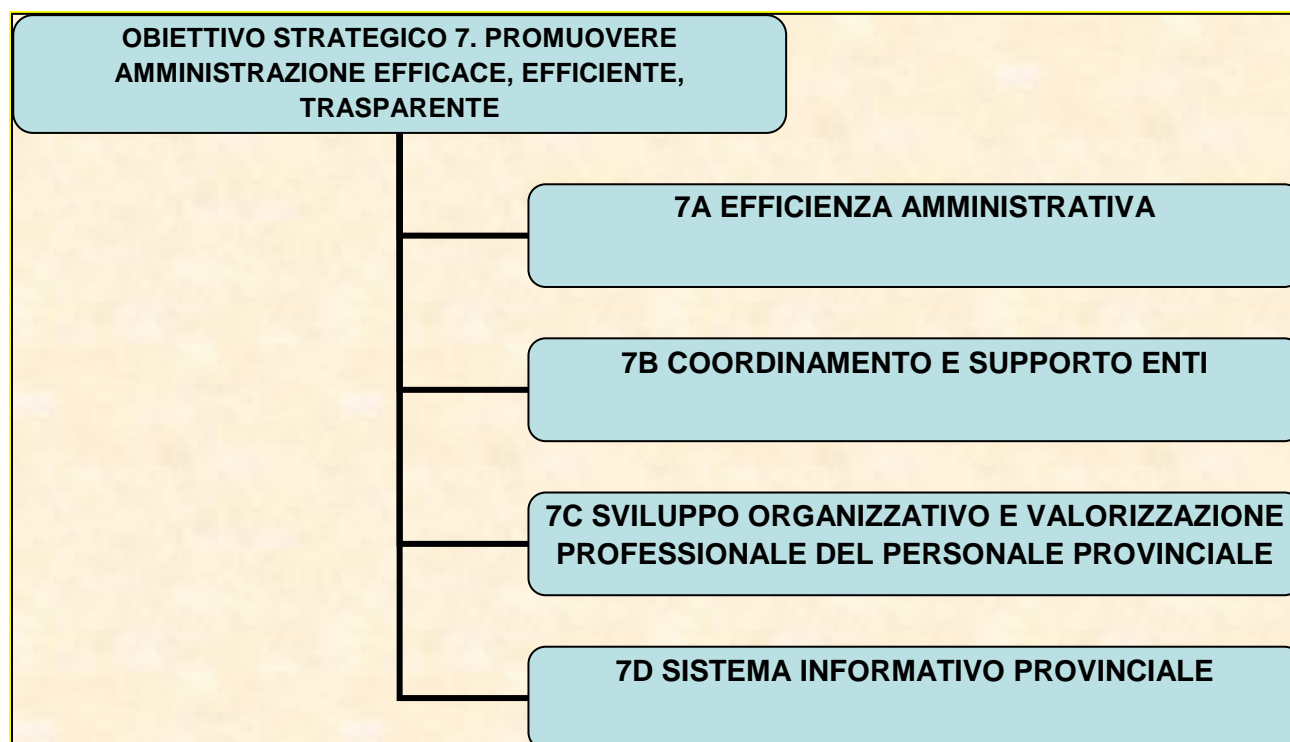 OBIETTIVO STRATEGICO 7. PROMUOVERE
AMMINISTRAZIONE EFFICACE, EFFICIENTE,
TRASPARENTE
7A EFFICIENZA AMMINISTRATIVA
7B COORDINAMENTO E SUPPORTO ENTI
7C SVILUPPO ORGANIZZATIVO E VALORIZZAZIONE
PROFESSIONALE DEL PERSONALE PROVINCIALE
7D SISTEMA INFORMATIVO PROVINCIALE